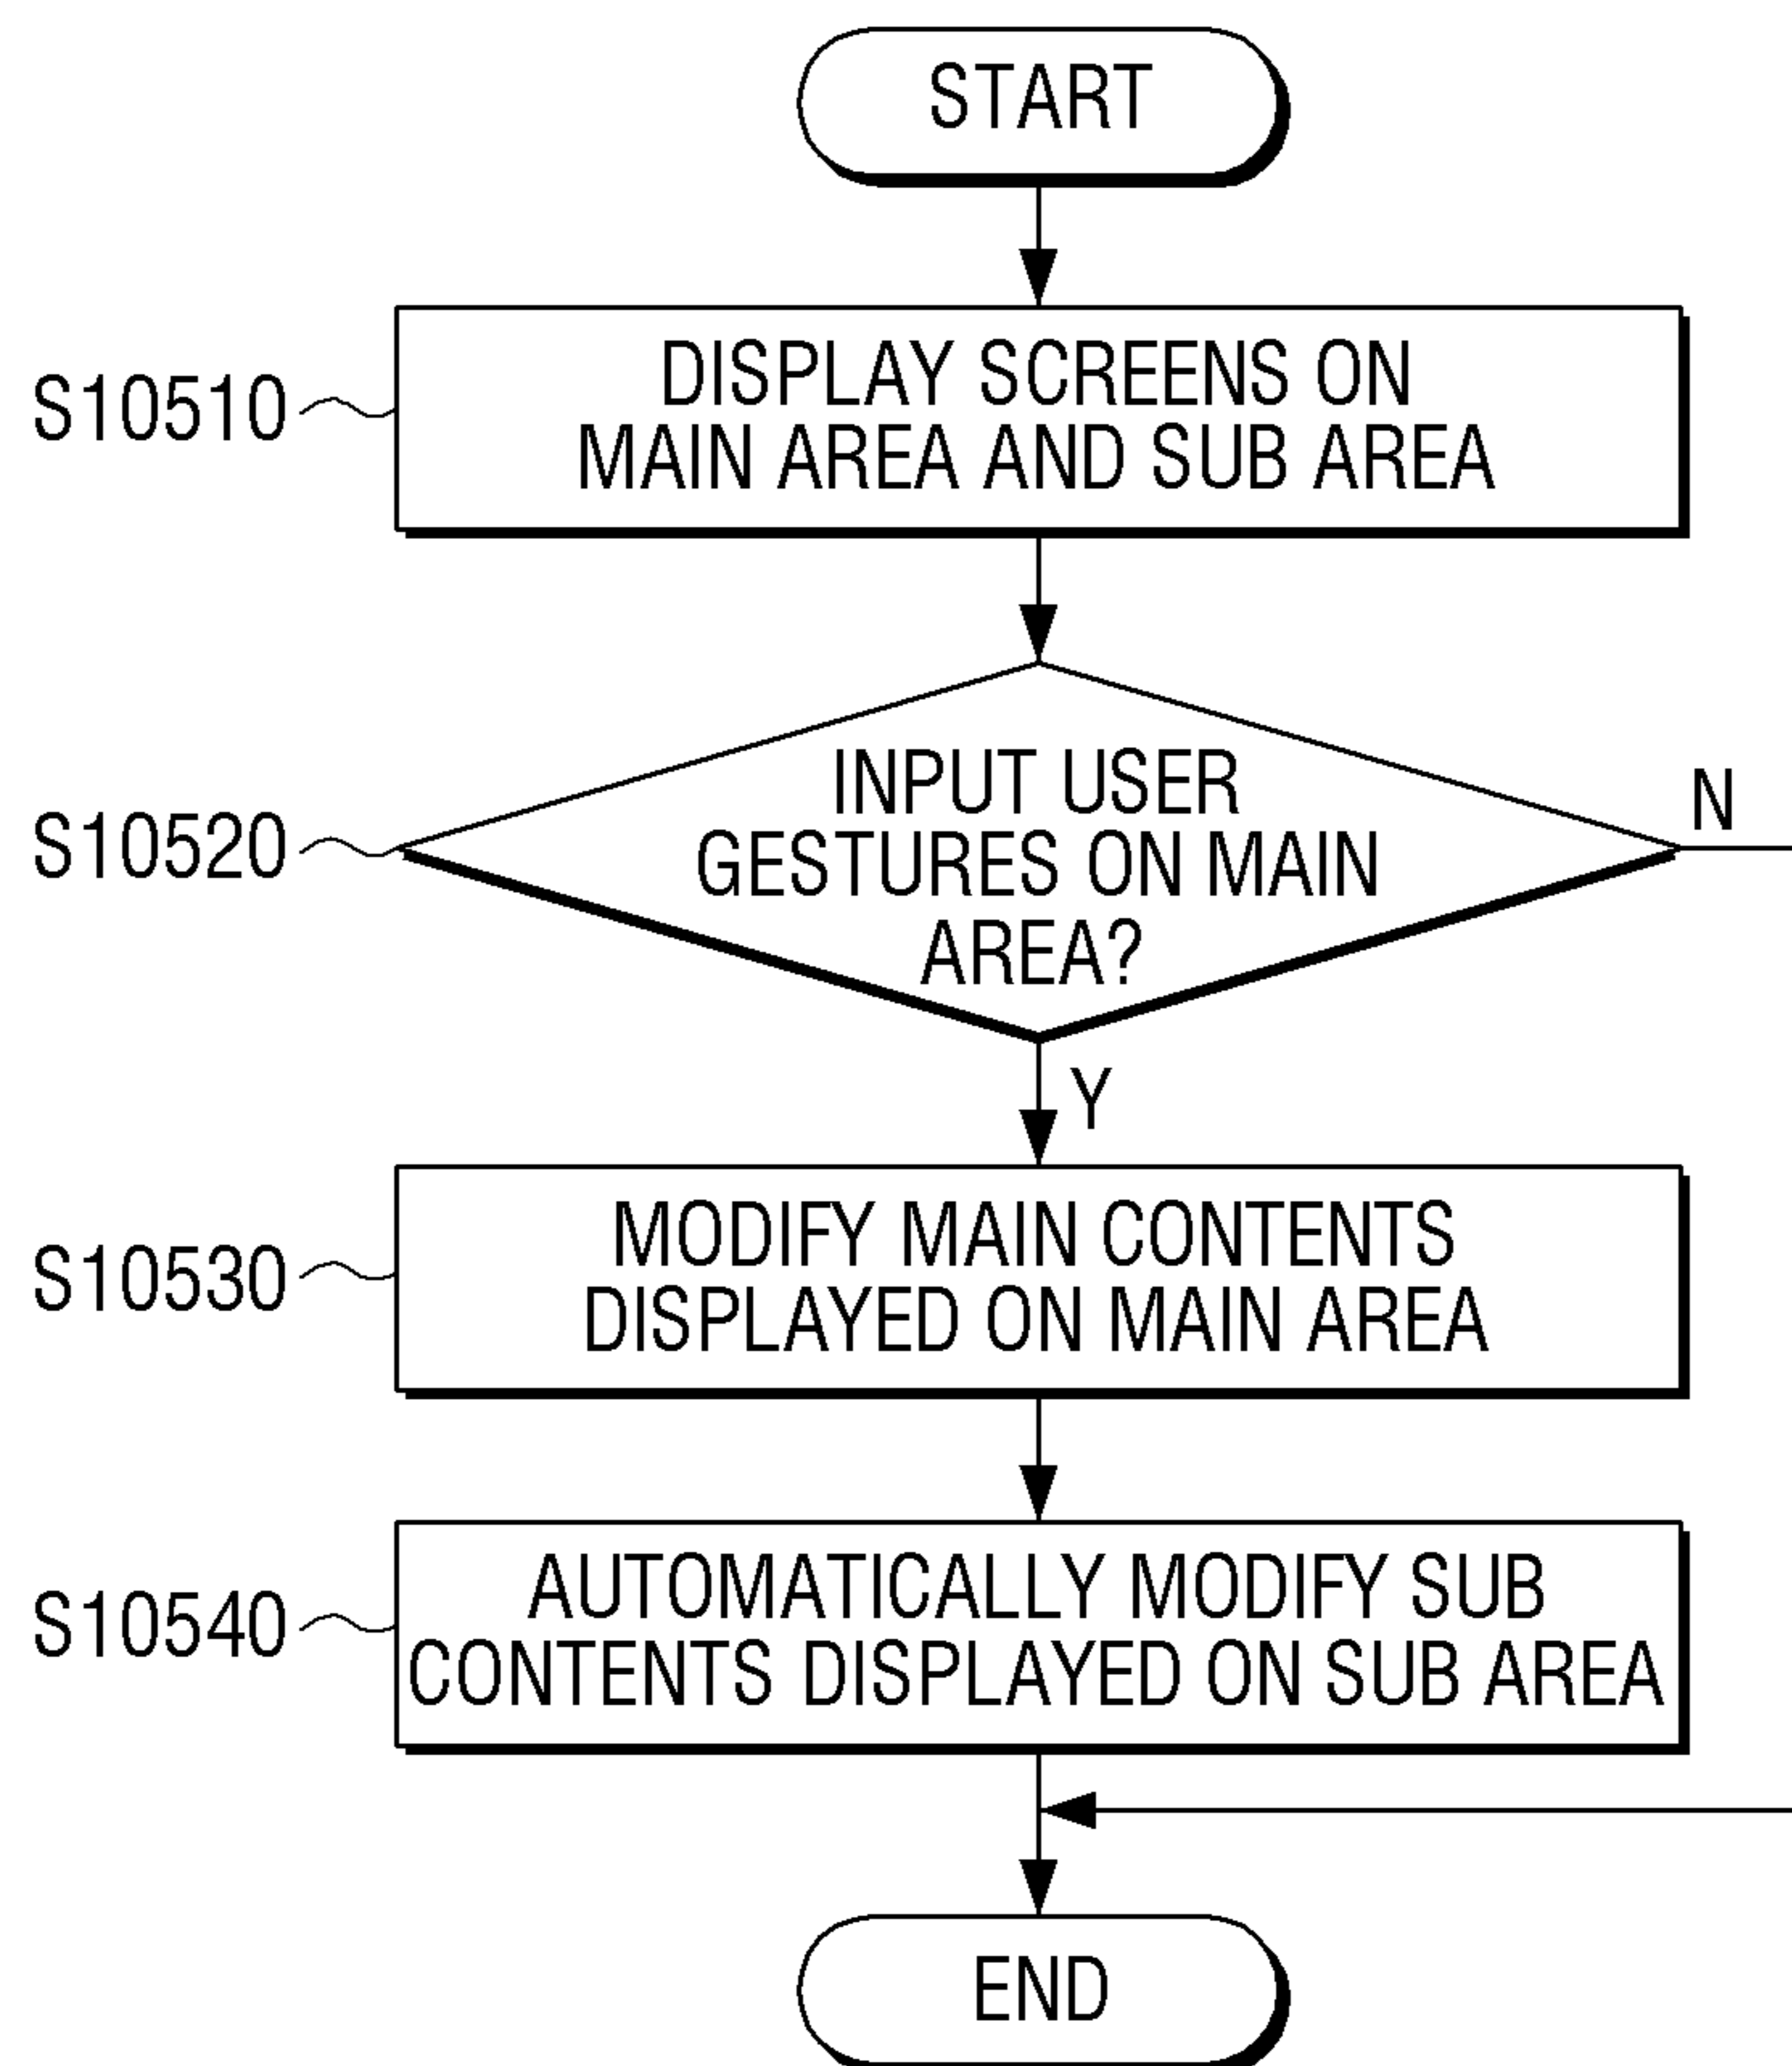 START
S10510
DISPLAY SCREENS ON
MAIN AREA AND SUB AREA
S10520
INPUT USER
GESTURES ON MAIN
AREA?
N
Y
S10530
MODIFY MAIN CONTENTS
DISPLAYED ON MAIN AREA
S10540
AUTOMATICALLY MODIFY SUB
CONTENTS DISPLAYED ON SUB AREA
END